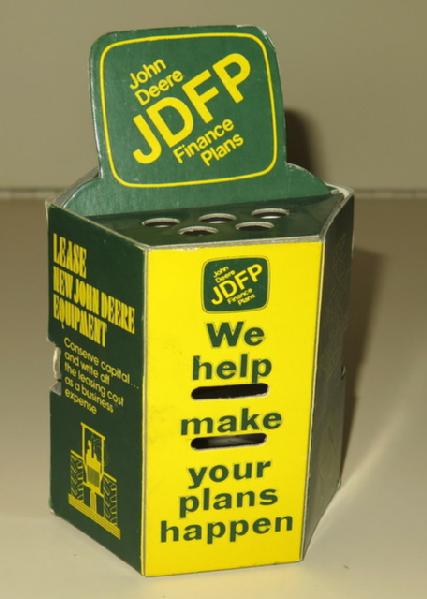 John
Deere
JDFP
Finance
Plans
LEASE
NEW JOHN DEERE
EQUIPMENT
Conserve capital...
and write off
the leasing cost
as a business
expense
John
Deere
JDFP
Finance
Plans
We
help
make
your
plans
happen